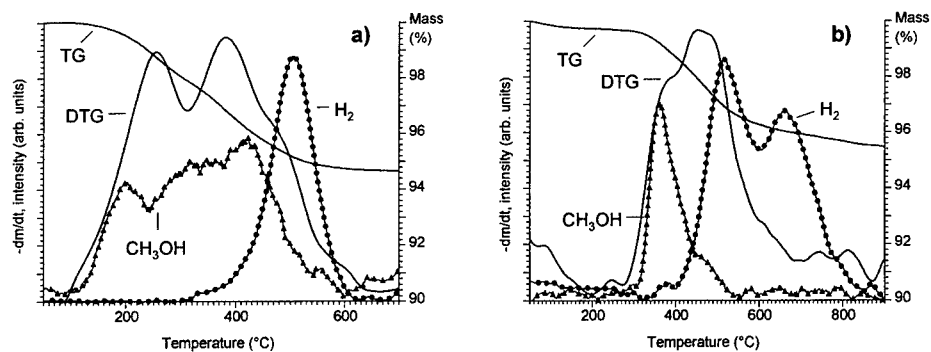 Mass
(%)
a)
TG
DTG
H2
CH3OH
-dm/dt, intensity (arb. units)
98
96
94
92
90
200
400
600
Temperature (°C)
Mass
(%)
b)
TG
DTG
H2
CH3OH
-dm/dt, intensity (arb. units)
98
96
94
92
90
200
400
600
800
Temperature (°C)